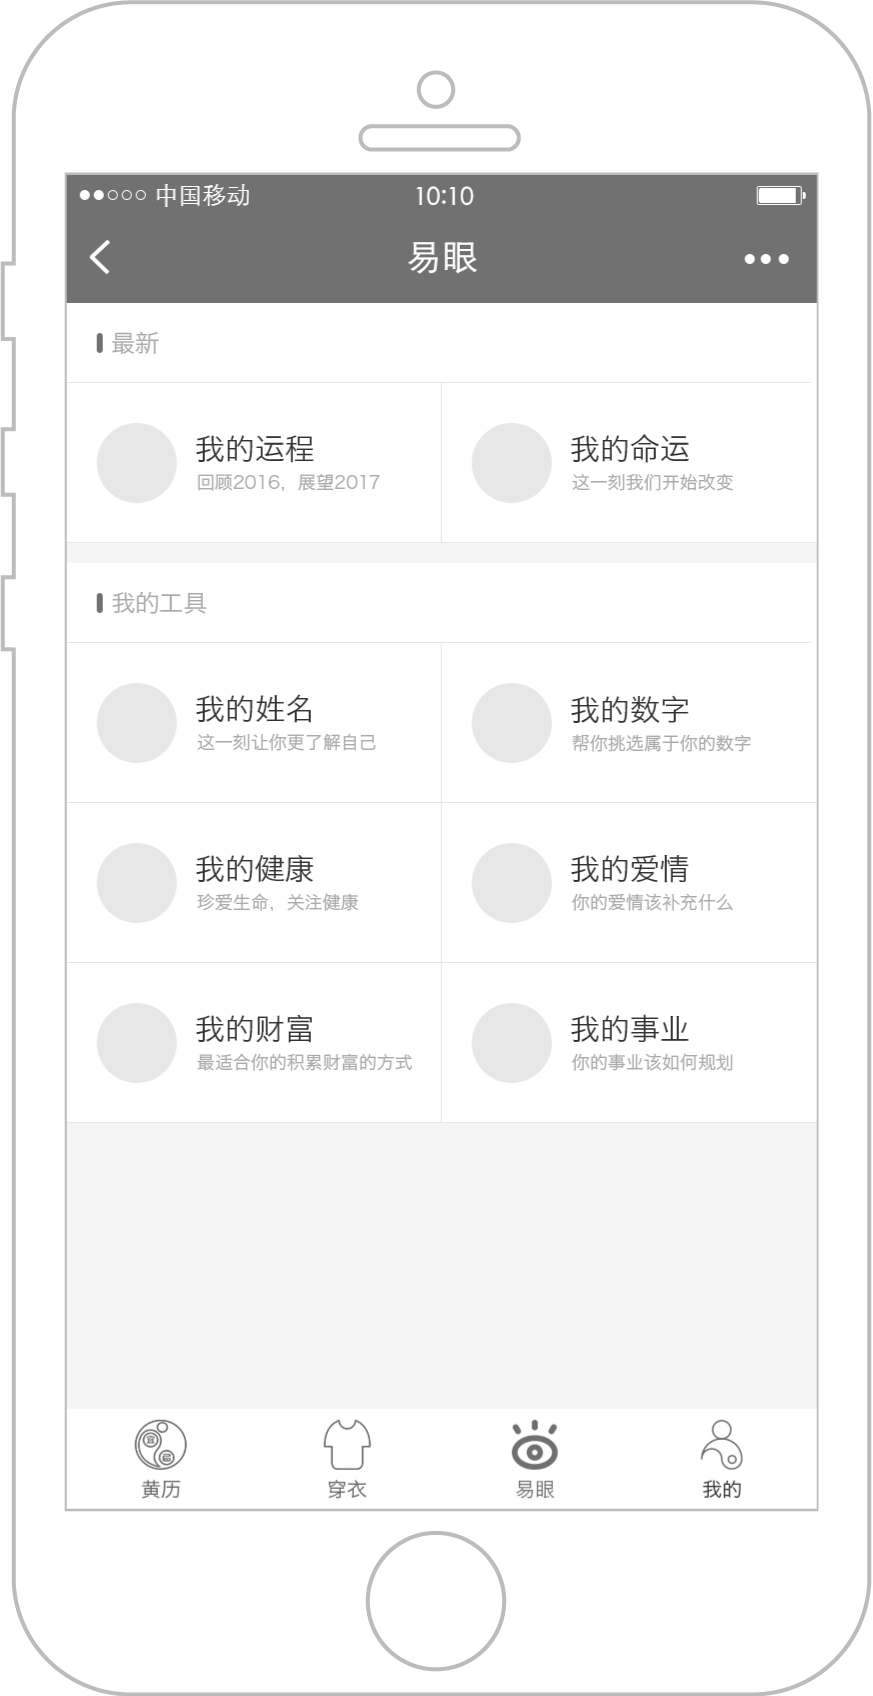 中国移动 10:10
易眼
最新
我的运程 我的命运
回顾2016，展望2017 这一刻我们开始改变
我的工具
我的姓名 我的数字
这一刻让你更了解自己 帮你挑选属于你的数字
我的健康 我的爱情
珍爱生命，关注健康 你的爱情该补充什么
我的财富 我的事业
最适合你的积累财富的方式 你的事业该如何规划
黄历 穿衣 易眼 我的